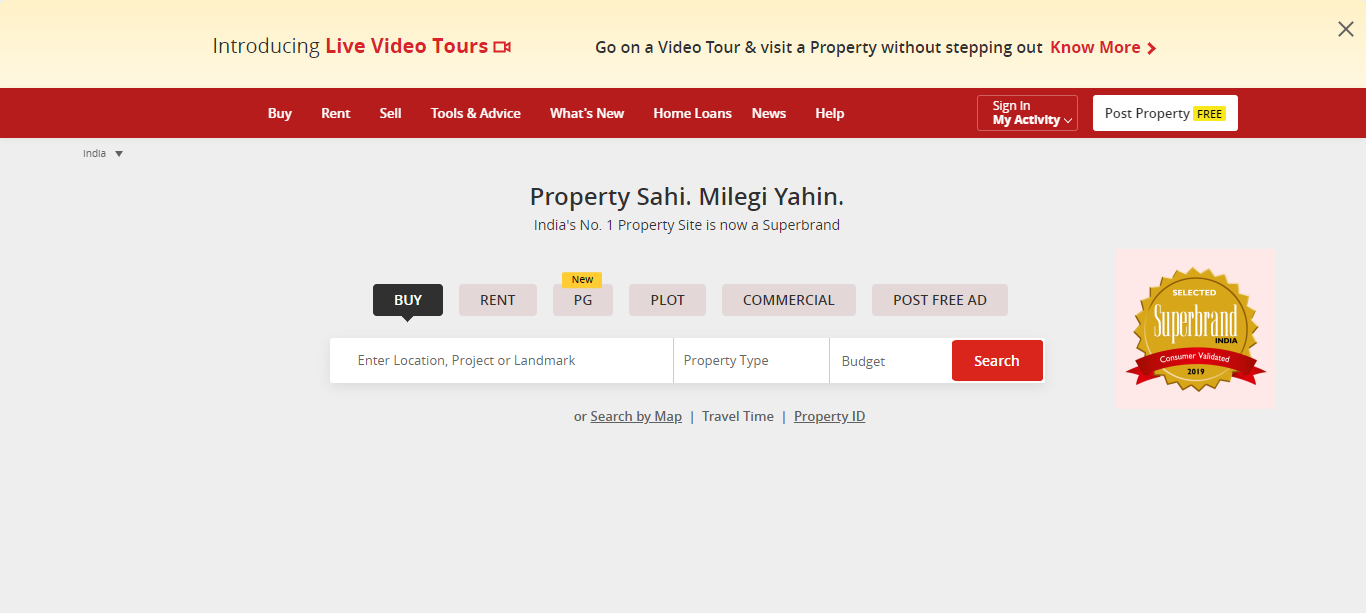 Introducing Live Video Tours
Go on a Video Tour & visit a Property without stepping out Know More
Buy Rent Sell Tools & Advice What's New Home Loans News Help
Sign In
My Activity
Post Property FREE
India
Property Sahi. Milegi Yahin.
India's No. 1 Property Site is now a Superbrand
New
BUY RENT PG PLOT COMMERCIAL POST FREE AD
Enter Location, Project or Landmark Property Type Budget Search
or Search by Map | Travel Time | Property ID
SELECTED
Superbrand
INDIA
Consumer Validated
2019